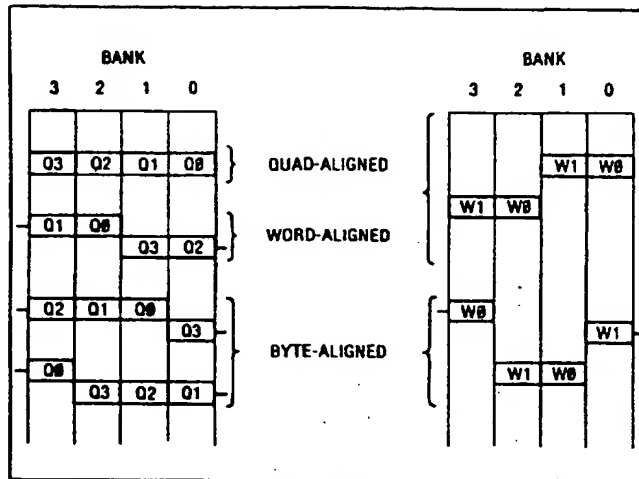 BANK BANK
3 2 1 0 3 2 1 0
Q3 Q2 Q1 Q0 QUAD-ALIGNED W1 W0
Q1 Q0 W1 W0
Q3 Q2 WORD-ALIGNED
Q2 Q1 Q0 W0
Q3 W1
BYTE-ALIGNED
Q0 W1 W0
Q3 Q2 Q1